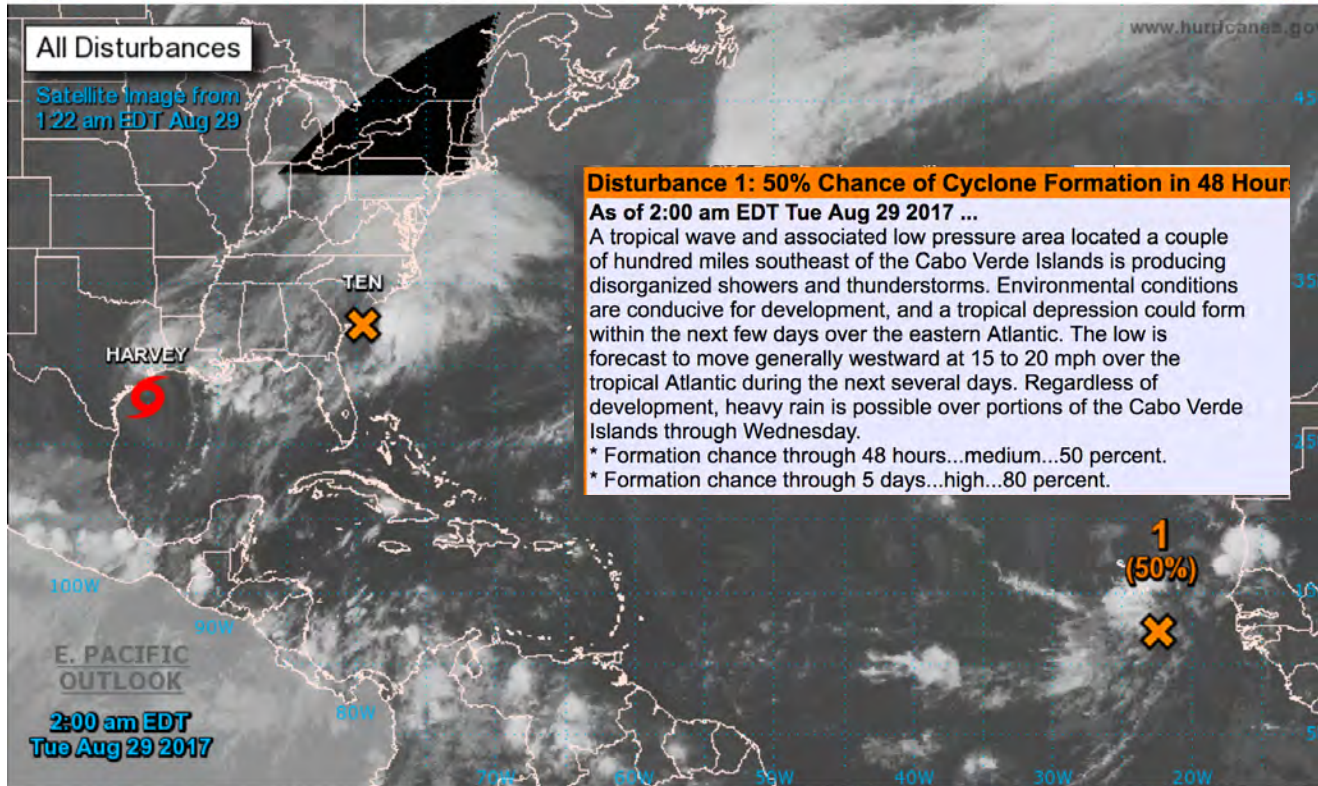 All Disturbances
www.hurricanes.gov
Satellite Image from
1:22 am EDT Aug 29
45
Disturbance 1: 50% Chance of Cyclone Formation in 48 Hour
As of 2:00 am EDT Tue Aug 29 2017 ...
A tropical wave and associated low pressure area located a couple
of hundred miles southeast of the Cabo Verde Islands is producing
disorganized showers and thunderstorms. Environmental conditions
are conducive for development, and a tropical depression could form
within the next few days over the eastern Atlantic. The low is
forecast to move generally westward at 15 to 20 mph over the
tropical Atlantic during the next several days. Regardless of
development, heavy rain is possible over portions of the Cabo Verde
Islands through Wednesday.
* Formation chance through 48 hours...medium...50 percent.
* Formation chance through 5 days...high...80 percent.
TEN
35
HARVEY
25
1
(50%)
100W
15
90W
E. PACIFIC
OUTLOOK
80W
2:00 am EDT
Tue Aug 29 2017
5
70W
60W
50W
40W
30W
20W